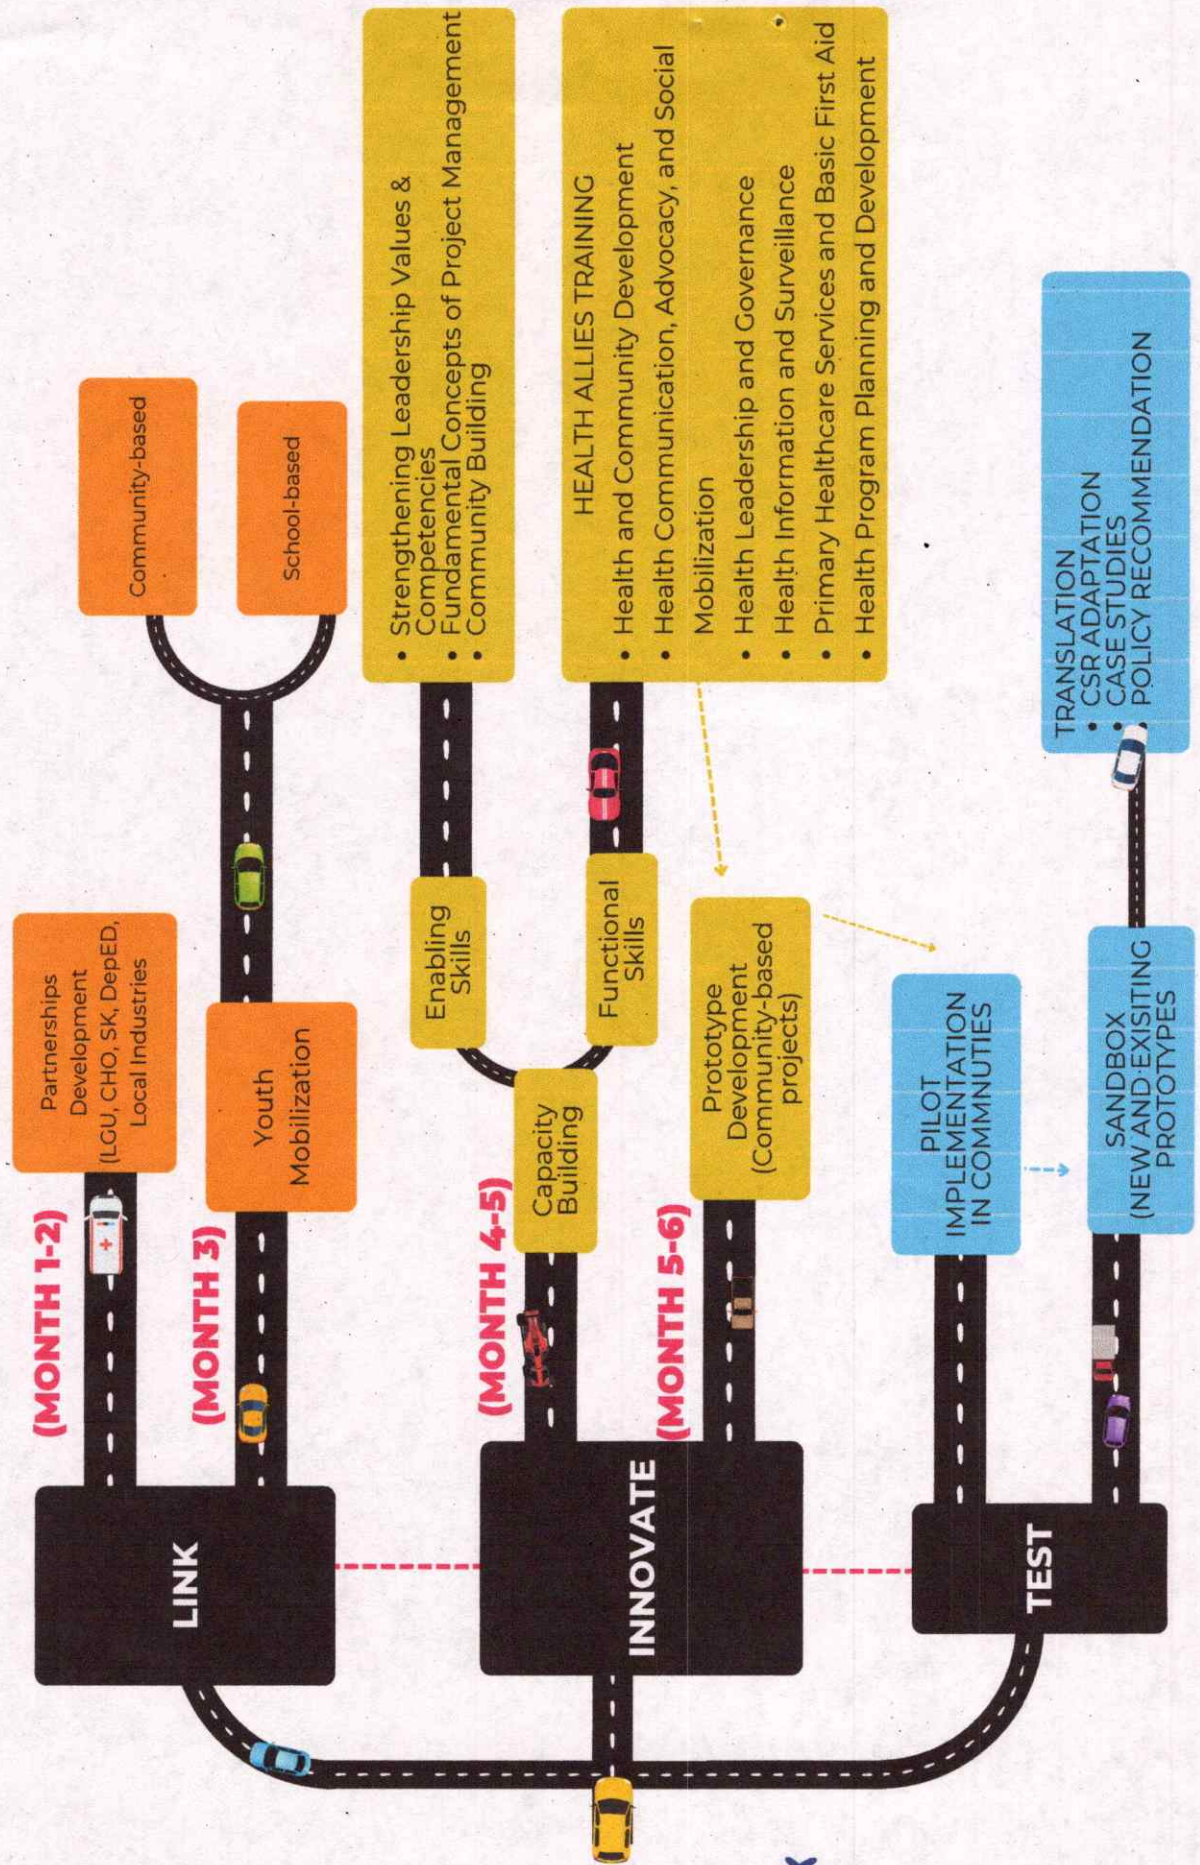 LINK
(MONTH 1-2)
Partnerships
Development
(LGU, CHO, SK, DepED,
Local Industries
(MONTH 3)
Youth
Mobilization
Community-based
School-based
INNOVATE
(MONTH 4-5)
Capacity
Building
Enabling
Skills
• Strengthening Leadership Values &
Competencies
• Fundamental Concepts of Project Management
• Community Building
Functional
Skills
HEALTH ALLIES TRAINING
• Health and Community Development
• Health Communication, Advocacy, and Social
Mobilization
• Health Leadership and Governance
• Health Information and Surveillance
• Primary Healthcare Services and Basic First Aid
• Health Program Planning and Development
(MONTH 5-6)
Prototype
Development
(Community-based
projects)
TEST
PILOT
IMPLEMENTATION
IN COMMNUTIES
SANDBOX
(NEW AND EXISITING
PROTOTYPES
TRANSLATION
• CSR ADAPTATION
• CASE STUDIES
• POLICY RECOMMENDATION